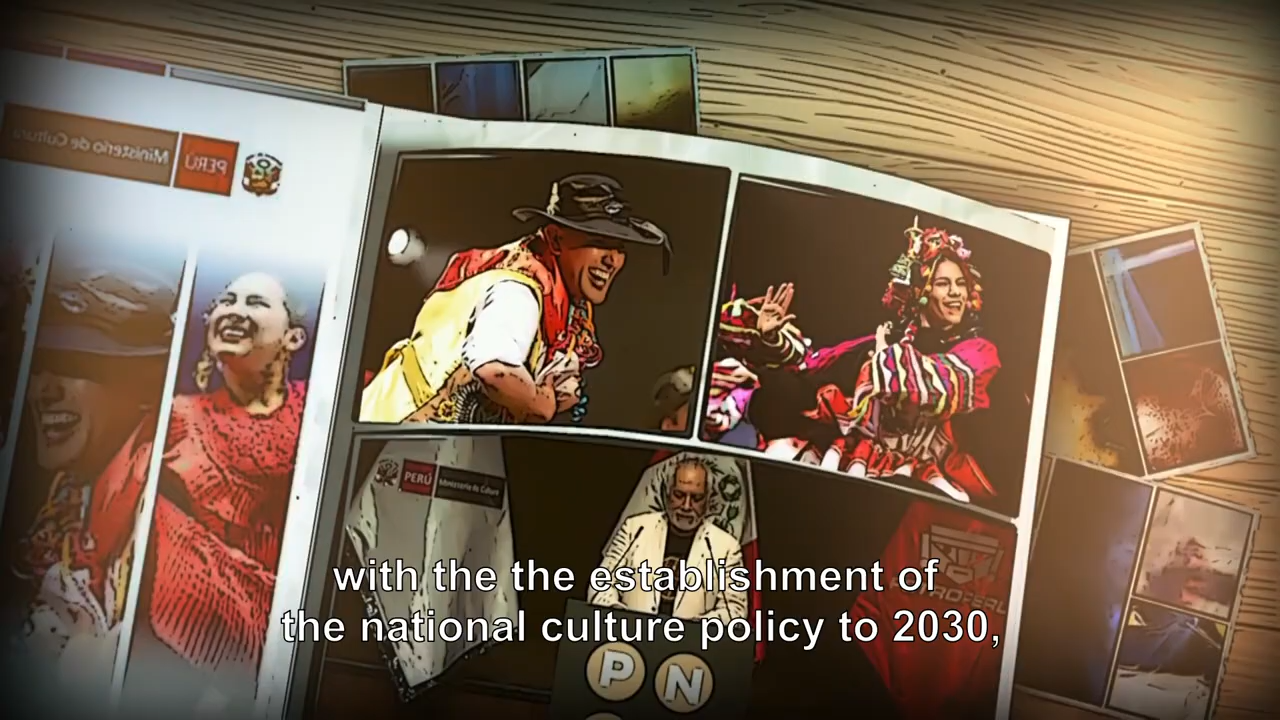 Ministerio de Cultura
PERÚ
PERÚ
Ministerio de Cultura
with the the establishment of
the national culture policy to 2030,
P N